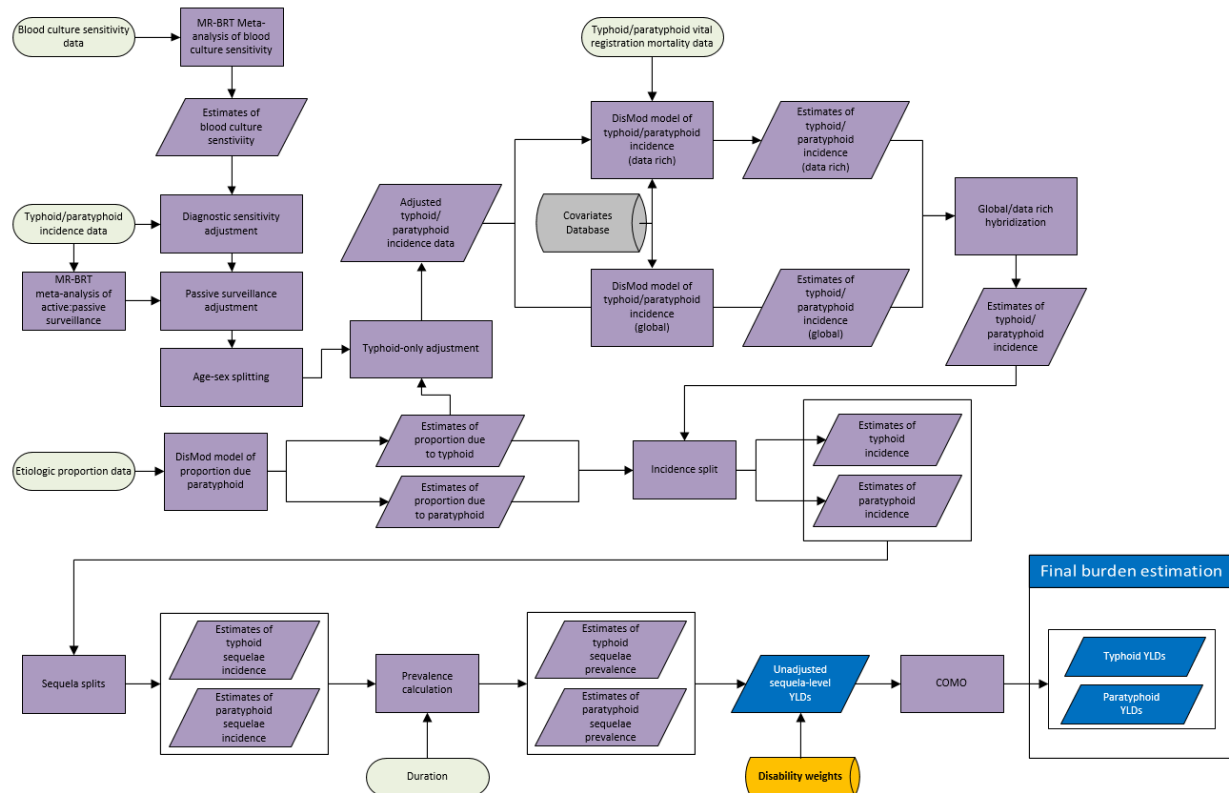 Blood culture sensitivity
data
MR-BRT Meta-
analysis of blood
culture sensitivity
Typhoid/paratyphoid vital
registration mortality data
Estimates of
blood culture
senstiviity
DisMod model of
typhoid/paratyphoid
incidence
(data rich)
Estimates of
typhoid/
paratyphoid
incidence
(data rich)
Typhoid/paratyphoid
incidence data
Diagnostic sensitivity
adjustment
Adjusted
typhoid/
paratyphoid
incidence data
Covariates
Database
Global/data rich
hybridization
MR-BRT
meta-analysis of
active:passive
surveillance
Passive surveillance
adjustment
DisMod model of
typhoid/paratyphoid
incidence
(global)
Estimates of
typhoid/
paratyphoid
incidence
(global)
Estimates of
typhoid/
paratyphoid
incidence
Age-sex splitting
Typhoid-only adjustment
Etiologic proportion data
DisMod model of
proportion due
paratyphoid
Estimates of
proportion due
to typhoid
Estimates of
proportion due
to paratyphoid
Incidence split
Estimates of
typhoid
incidence
Estimates of
paratyphoid
incidence
Final burden estimation
Sequela splits
Estimates of
typhoid
sequelae
incidence
Estimates of
paratyphoid
sequelae
incidence
Prevalence
calculation
Estimates of
typhoid
sequelae
prevalence
Estimates of
paratyphoid
sequelae
prevalence
Unadjusted
sequela-level
YLDs
COMO
Typhoid YLDs
Paratyphoid
YLDs
Duration
Disability weights